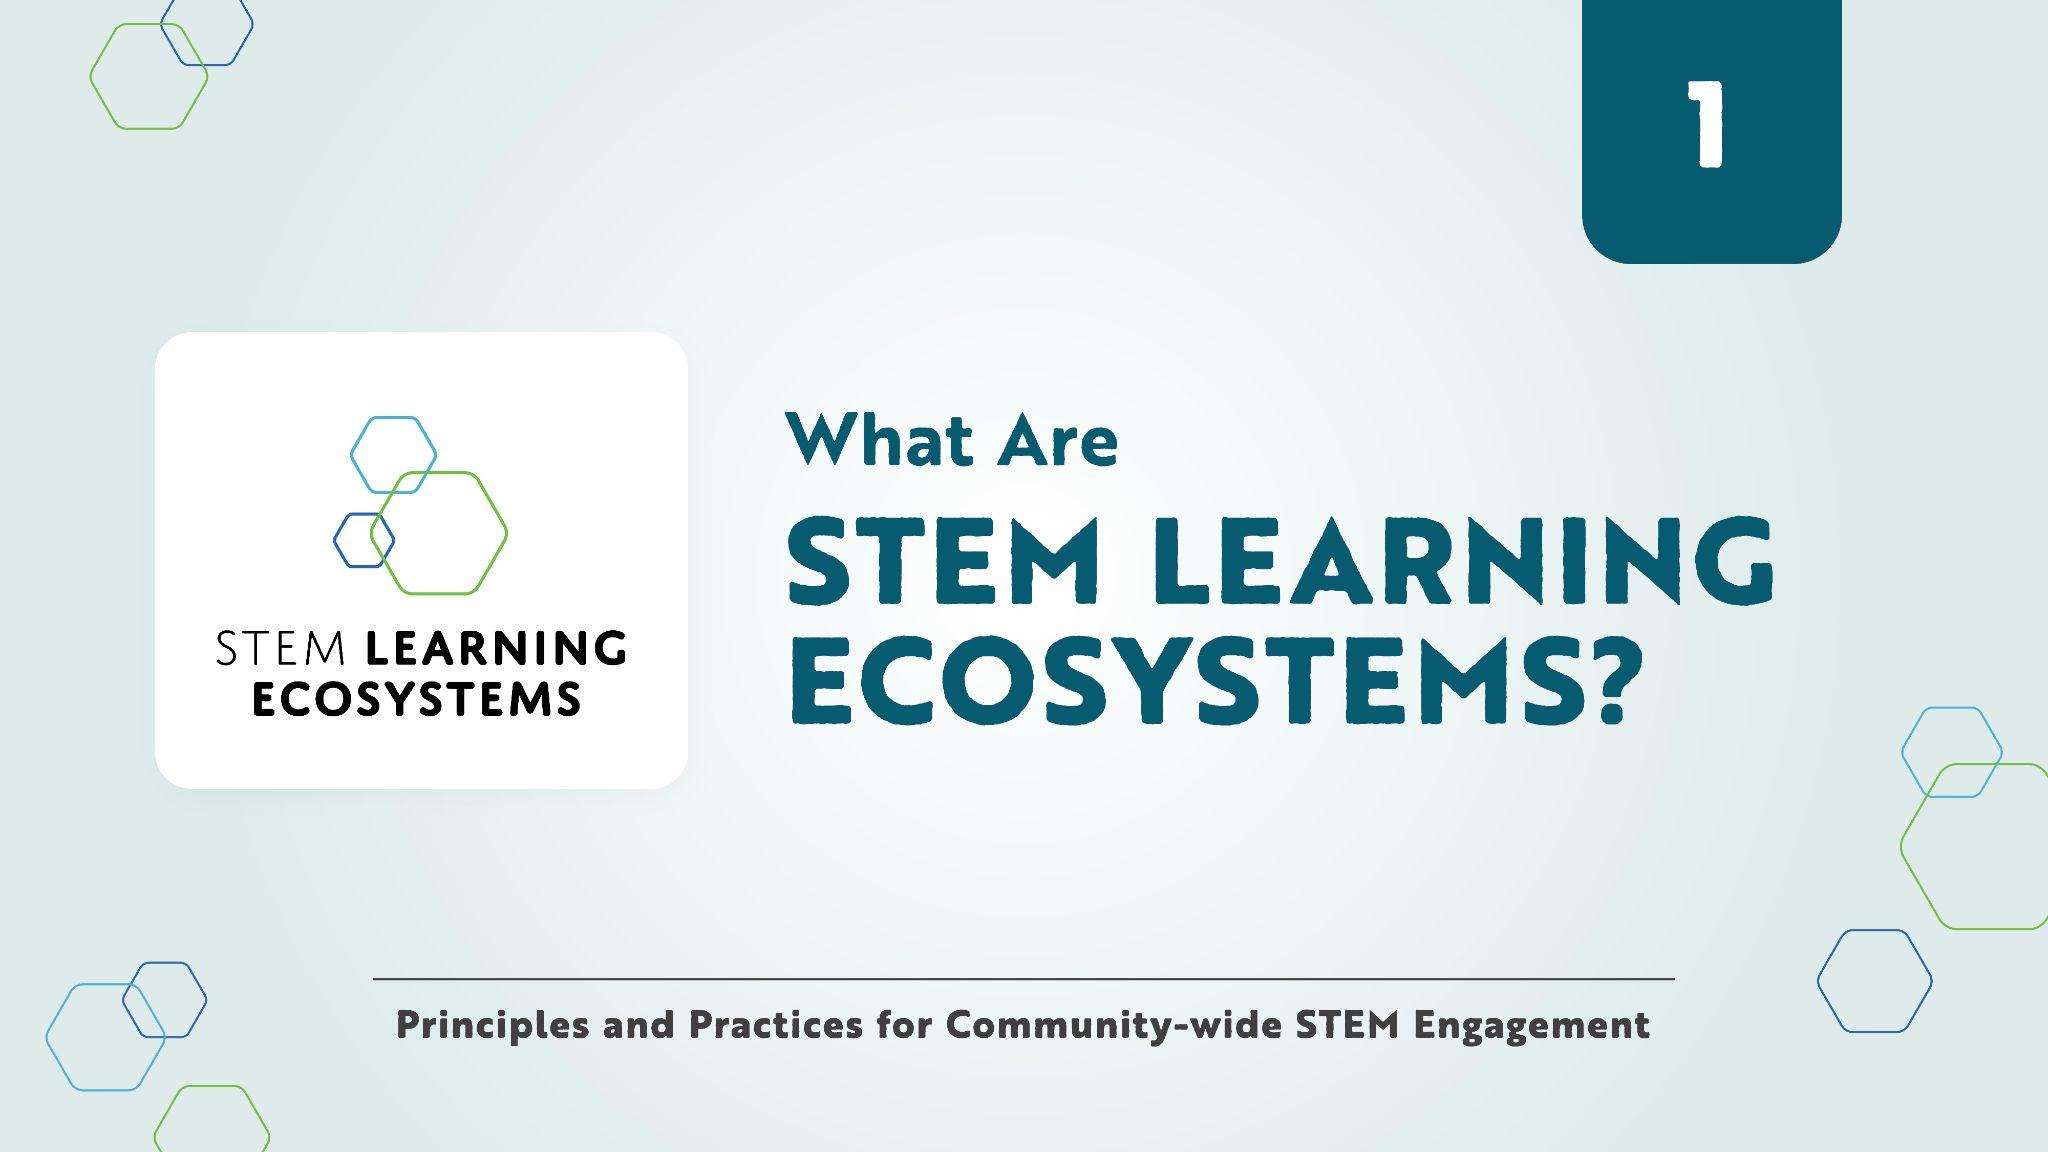 1
STEM LEARNING
ECOSYSTEMS
What Are
STEM LEARNING
ECOSYSTEMS?
Principles and Practices for Community-wide STEM Engagement